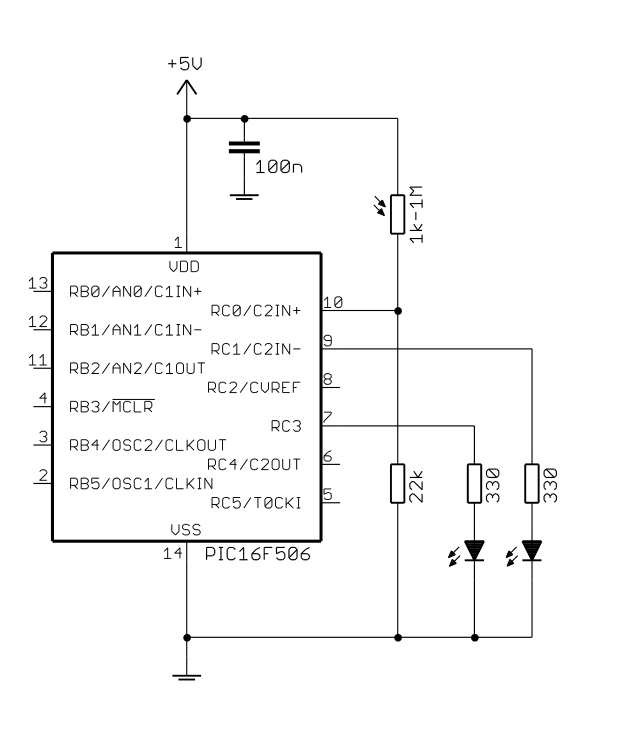 +5V
100n
1k-1M
1
VDD
13 RB0/AN0/C1IN+
RC0/C2IN+ 10
12 RB1/AN1/C1IN-
RC1/C2IN- 9
11 RB2/AN2/C1OUT
RC2/CVREF 8
4 RB3/MCLR
RC3 7
3 RB4/OSC2/CLKOUT
RC4/C2OUT 6
2 RB5/OSC1/CLKIN
RC5/T0CKI 5
22k
330
330
VSS
14
PIC16F506